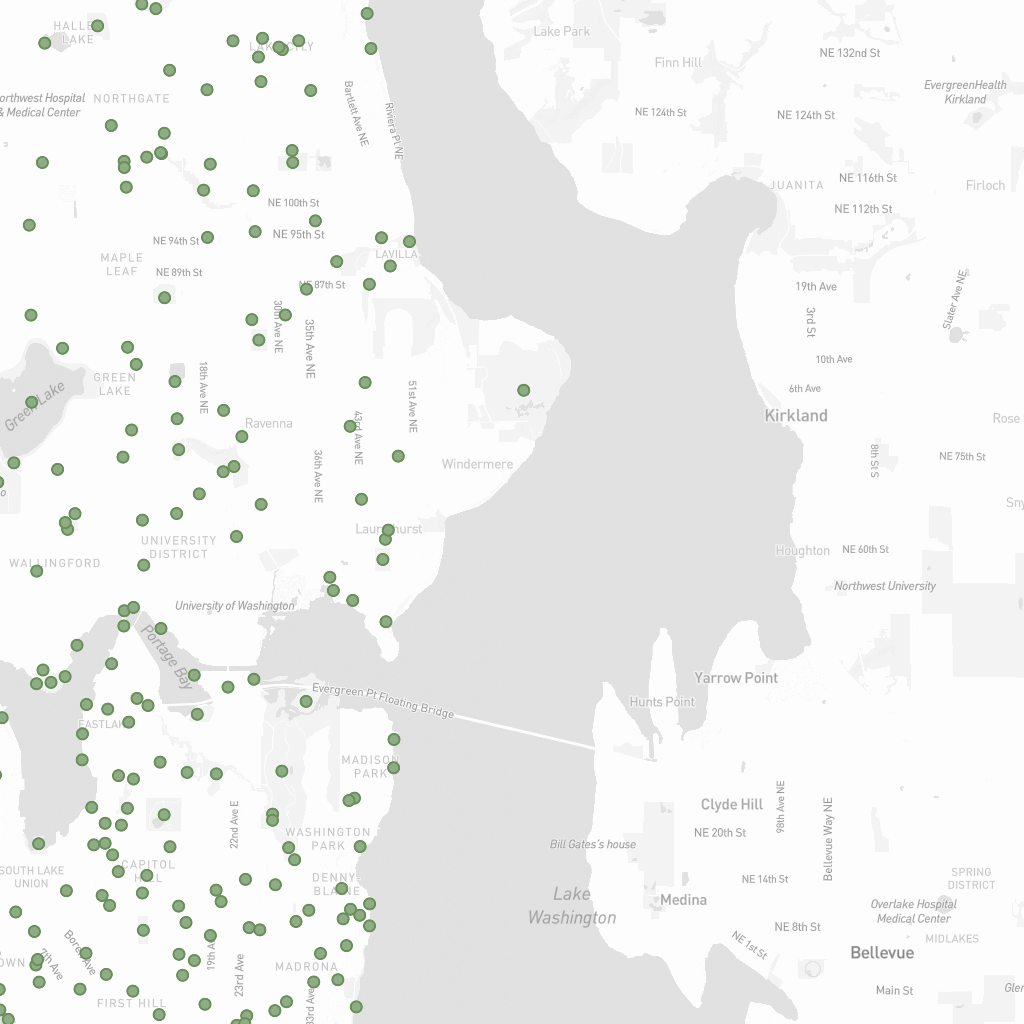 HALLER
LAKE
Lake Park
NE 132nd St
Finn Hill
EvergreenHealth
Kirkland
orthwest Hospital
& Medical Center
NORTHGATE
Bartlett Ave NE
Riviera Pl NE
NE 124th St
NE 124th St
JUANITA
NE 116th St
Firloch
NE 100th St
NE 112th St
NE 94th St
NE 95th St
MAPLE
LEAF
NE 89th St
LAVILLA
NE 87th St
19th Ave
Slater Ave NE
30th Ave NE
35th Ave NE
3rd St
10th Ave
GREEN
LAKE
Green Lake
18th Ave NE
51st Ave NE
6th Ave
Kirkland
Rose
Ravenna
43rd Ave NE
36th Ave NE
Windermere
8th St S
NE 75th St
Sny
Laurelhurst
UNIVERSITY
DISTRICT
WALLINGFORD
Houghton
NE 60th St
Northwest University
University of Washington
Portage Bay
Yarrow Point
Hunts Point
Evergreen Pt Floating Bridge
EASTLAKE
MADISON
PARK
Clyde Hill
98th Ave NE
Bellevue Way NE
22nd Ave E
WASHINGTON
PARK
NE 20th St
Bill Gates's house
SOUTH LAKE
UNION
CAPITOL
HILL
DENNY-
BLAINE
NE 14th St
SPRING
DISTRICT
Lake
Washington
Medina
Overlake Hospital
Medical Center
NE 8th St
MIDLAKES
NE 1st St
Bellevue
OWN
7th Ave
Boren Ave
19th A
23rd Ave
MADRONA
33rd Ave
FIRST HILL
Main St
Glen